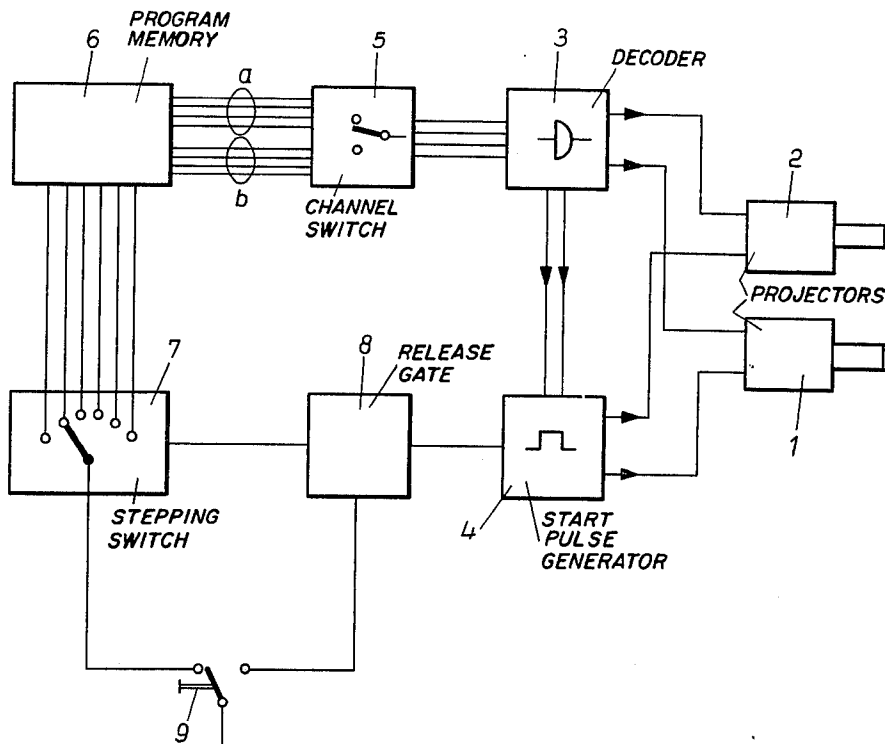 PROGRAM
MEMORY
6
a
b
5
CHANNEL
SWITCH
3
DECODER
2
PROJECTORS
1
7
STEPPING
SWITCH
8
RELEASE
GATE
4
START
PULSE
GENERATOR
9